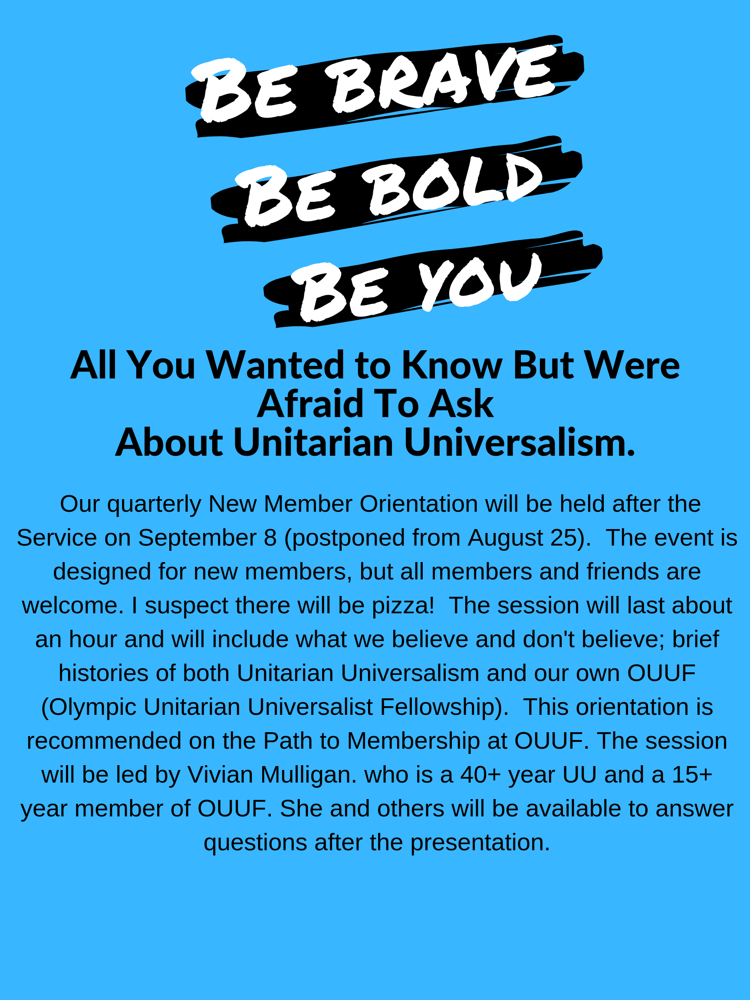 Be brave
Be bold
Be you
All You Wanted to Know But Were
Afraid To Ask
About Unitarian Universalism.
Our quarterly New Member Orientation will be held after the
Service on September 8 (postponed from August 25).  The event is
designed for new members, but all members and friends are
welcome. I suspect there will be pizza!  The session will last about
an hour and will include what we believe and don't believe; brief
histories of both Unitarian Universalism and our own OUUF
(Olympic Unitarian Universalist Fellowship).  This orientation is
recommended on the Path to Membership at OUUF. The session
will be led by Vivian Mulligan. who is a 40+ year UU and a 15+
year member of OUUF. She and others will be available to answer
questions after the presentation.